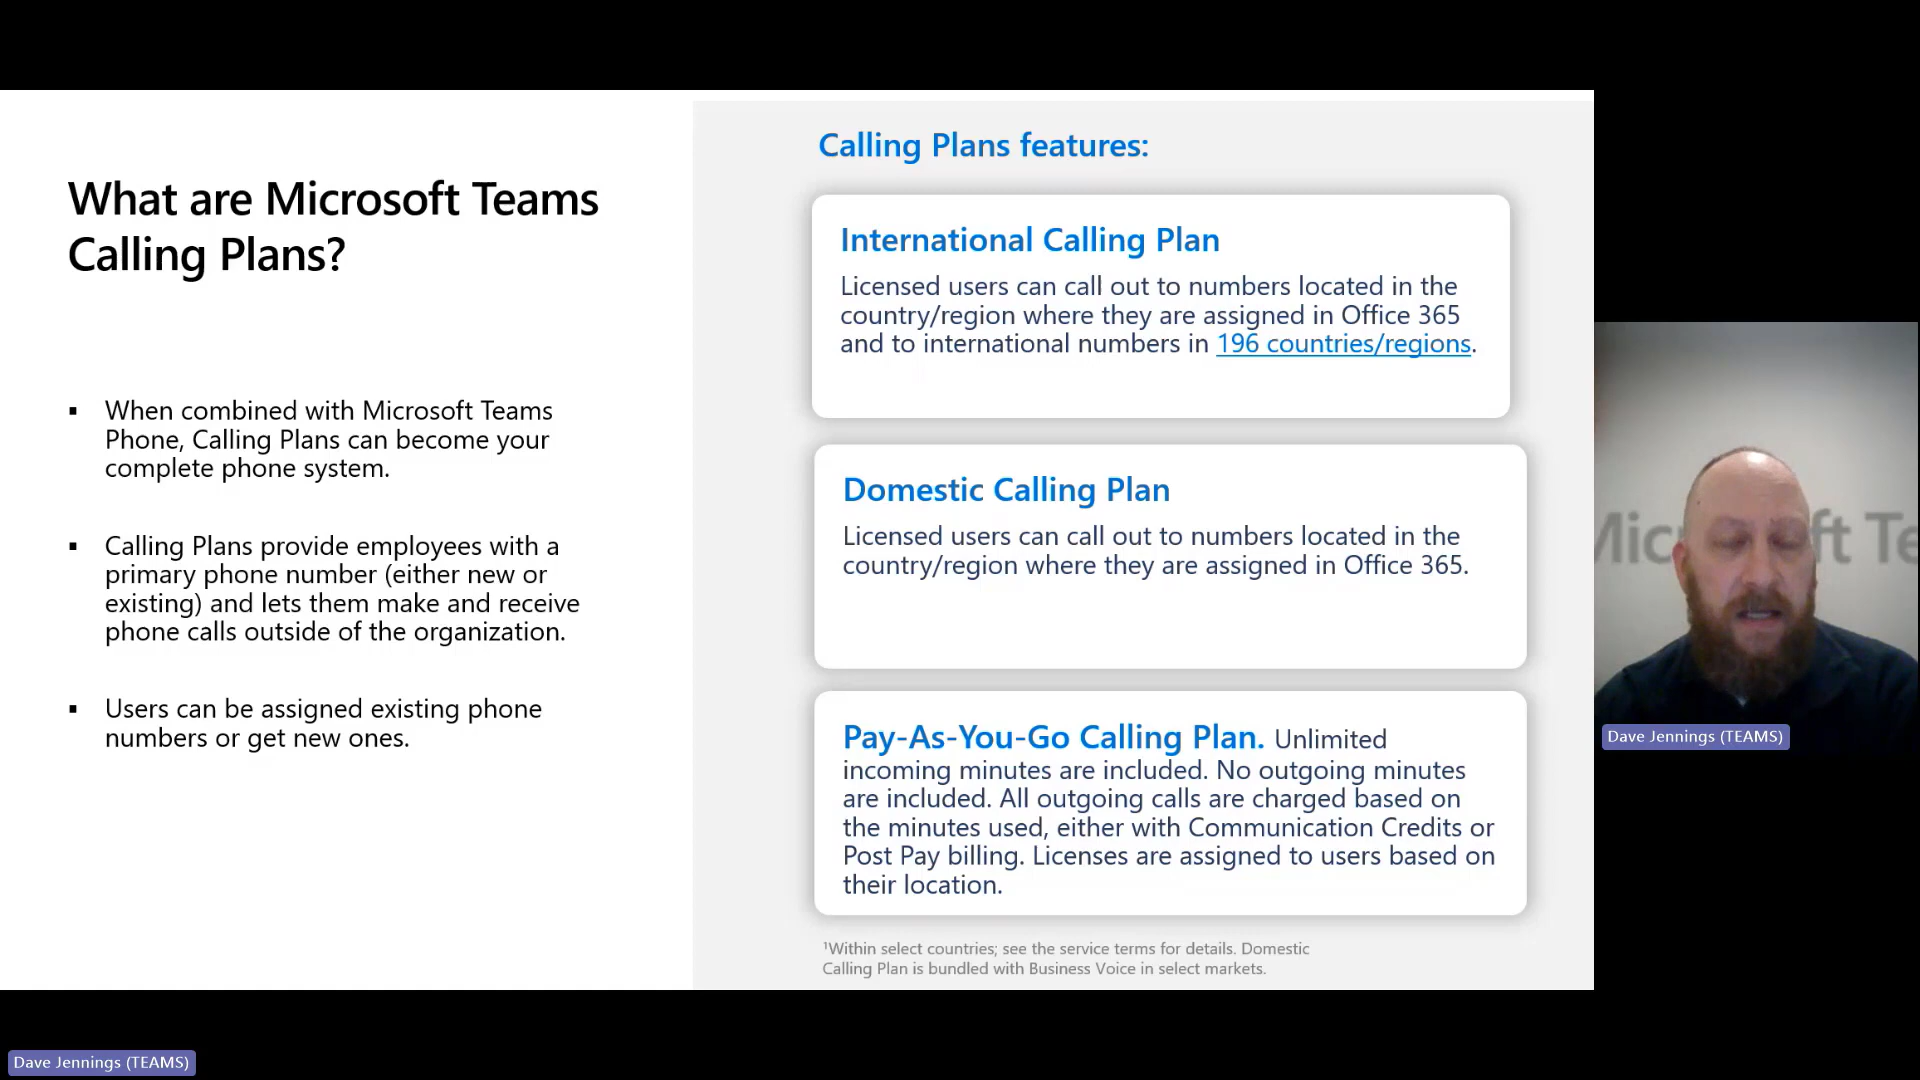 What are Microsoft Teams
Calling Plans?
▪ When combined with Microsoft Teams
Phone, Calling Plans can become your
complete phone system.
▪ Calling Plans provide employees with a
primary phone number (either new or
existing) and lets them make and receive
phone calls outside of the organization.
▪ Users can be assigned existing phone
numbers or get new ones.
Calling Plans features:
International Calling Plan
Licensed users can call out to numbers located in the
country/region where they are assigned in Office 365
and to international numbers in 196 countries/regions.
Domestic Calling Plan
Licensed users can call out to numbers located in the
country/region where they are assigned in Office 365.
Pay-As-You-Go Calling Plan. Unlimited
incoming minutes are included. No outgoing minutes
are included. All outgoing calls are charged based on
the minutes used, either with Communication Credits or
Post Pay billing. Licenses are assigned to users based on
their location.
¹Within select countries; see the service terms for details. Domestic
Calling Plan is bundled with Business Voice in select markets.
Mic ft Te
Dave Jennings (TEAMS)
Dave Jennings (TEAMS)